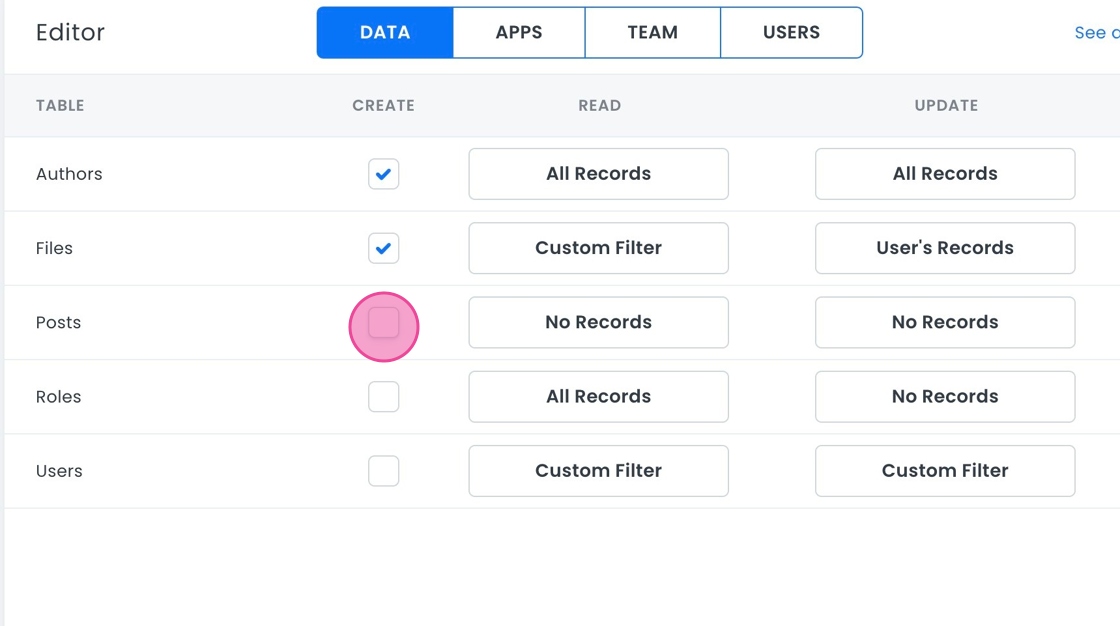 Editor DATA APPS TEAM USERS See
TABLE CREATE READ UPDATE
Authors All Records All Records
Files Custom Filter User's Records
Posts No Records No Records
Roles All Records No Records
Users Custom Filter Custom Filter